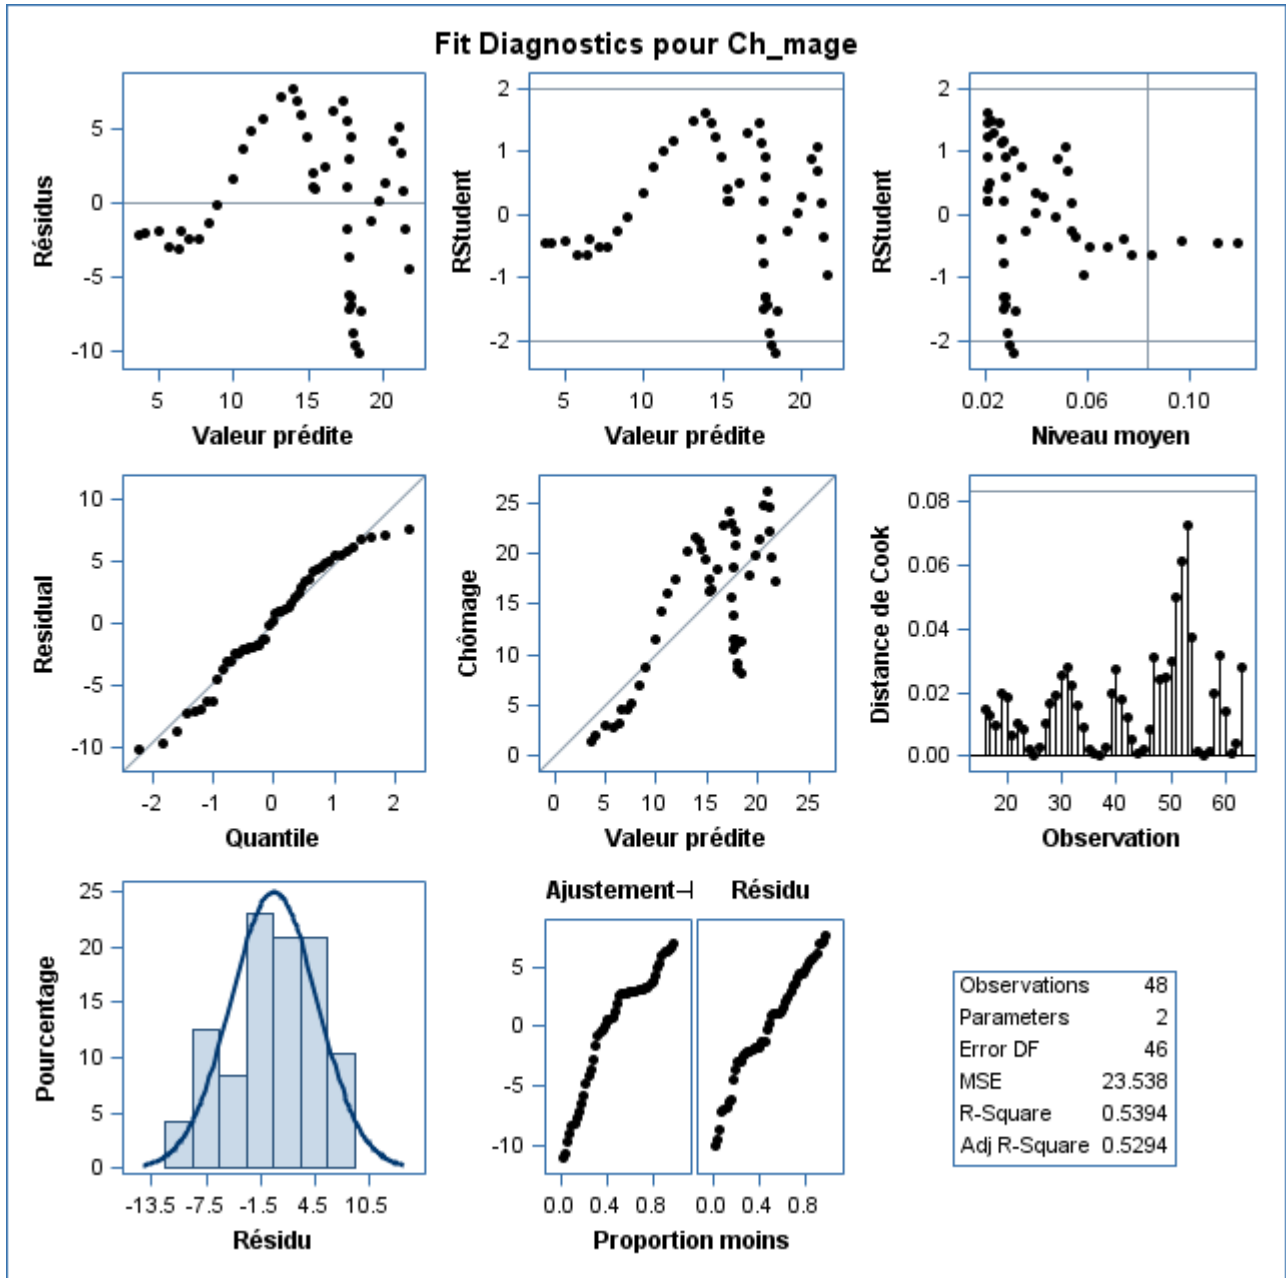 Fit Diagnostics pour Ch_mage
Résidus
5
0
-5
-10
5 10 15 20
Valeur prédite
RStudent
2
1
0
-1
-2
5 10 15 20
Valeur prédite
RStudent
2
1
0
-1
-2
0.02 0.06 0.10
Niveau moyen
Residual
10
5
0
-5
-10
-2 -1 0 1 2
Quantile
Chômage
25
20
15
10
5
0
0 5 10 15 20 25
Valeur prédite
Distance de Cook
0.08
0.06
0.04
0.02
0.00
20 30 40 50 60
Observation
Pourcentage
25
20
15
10
5
0
-13.5 -7.5 -1.5 4.5 10.5
Résidu
Ajustement– Résidu
5
0
-5
-10
0.0 0.4 0.8 0.0 0.4 0.8
Proportion moins
Observations 48
Parameters 2
Error DF 46
MSE 23.538
R-Square 0.5394
Adj R-Square 0.5294